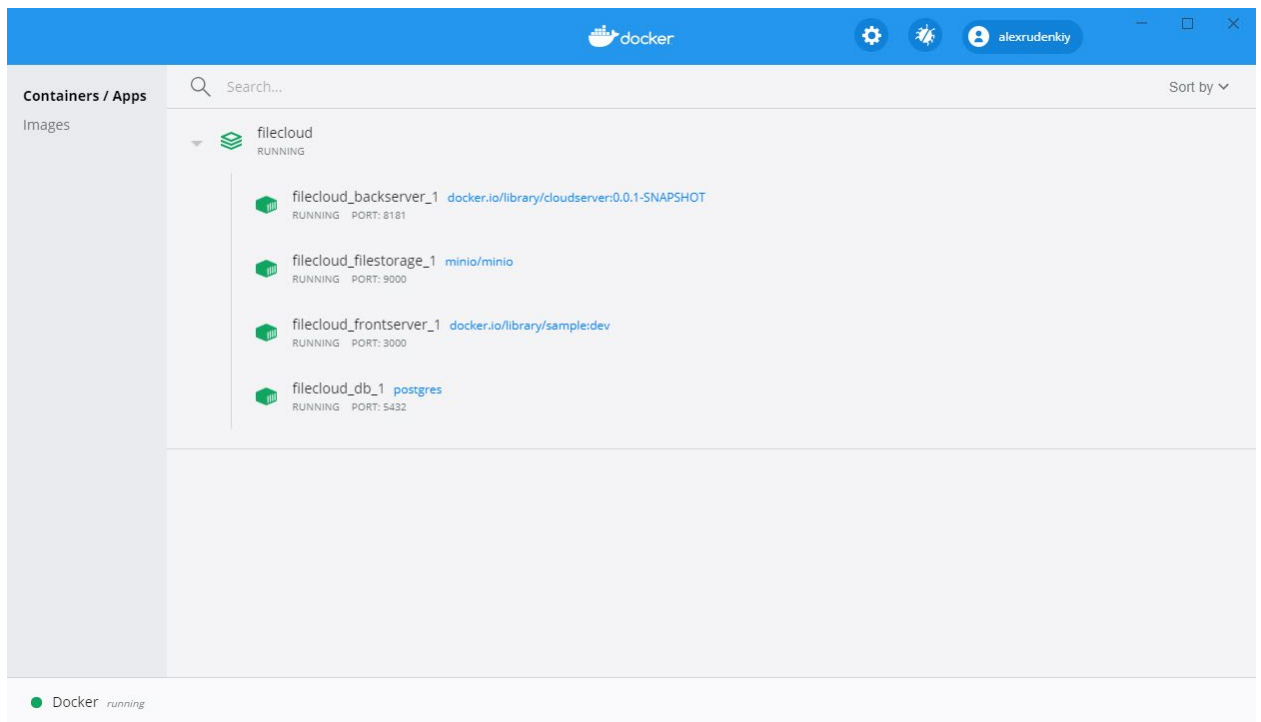 docker
alexrudenkiy
Containers / Apps
Images
Search...
Sort by
filecloud
RUNNING
filecloud_backserver_1 docker.io/library/cloudserver:0.0.1-SNAPSHOT
RUNNING PORT: 8181
filecloud_filestorage_1 minio/minio
RUNNING PORT: 9000
filecloud_frontserver_1 docker.io/library/sample:dev
RUNNING PORT: 3000
filecloud_db_1 postgres
RUNNING PORT: 5432
Docker running